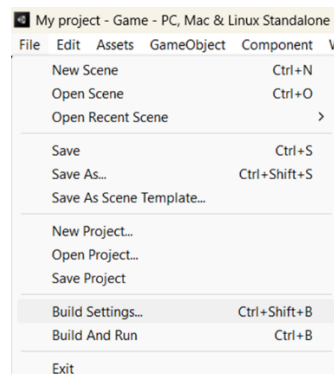 My project - Game - PC, Mac & Linux Standalone
File Edit Assets GameObject Component
New Scene Ctrl+N
Open Scene Ctrl+O
Open Recent Scene >
Save Ctrl+S
Save As... Ctrl+Shift+S
Save As Scene Template...
New Project...
Open Project...
Save Project
Build Settings... Ctrl+Shift+B
Build And Run Ctrl+B
Exit